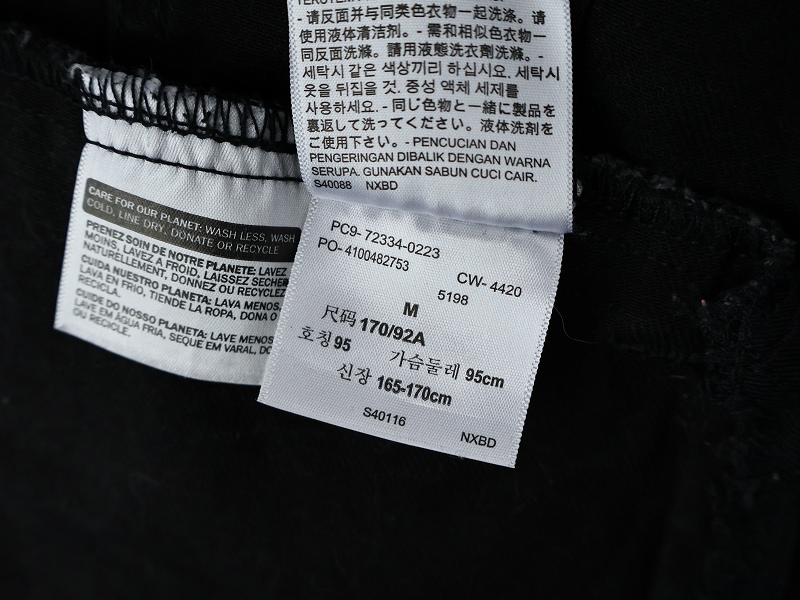 - 请反面并与同类色衣物一起洗涤。请
使用液体清洁剂。- 需和相似色衣物一
同反面洗滌。請用液態洗衣劑洗滌。-
세탁시 같은 색상끼리 하십시요. 세탁시
옷을 뒤집을 것. 중성 액체 세제를
사용하세요. - 同じ色物と一緒に製品を
裏返して洗ってください。液体洗剤を
ご使用下さい。- PENCUCIAN DAN
PENGERINGAN DIBALIK DENGAN WARNA
SERUPA. GUNAKAN SABUN CUCI CAIR.
S40088 NXBD
CARE FOR OUR PLANET: WASH LESS, WASH
COLD, LINE DRY, DONATE OR RECYCLE
PRENEZ SOIN DE NOTRE PLANETE: LAVEZ
MOINS, LAVEZ A FROID, LAISSEZ SECHER
NATURELLEMENT, DONNEZ OU RECYCLEZ
CUIDA NUESTRO PLANETA: LAVA MENOS,
LAVA EN FRIO, TIENDE LA ROPA, DONA O
RECICLA.
CUIDE DO NOSSO PLANETA: LAVE MENOS
LAVE EM ÁGUA FRIA, SEQUE EM VARAL, DO
RECICLE.
PC9- 72334-0223
PO- 4100482753
CW- 4420
5198
M
尺码 170/92A
호칭 95
가슴둘레 95cm
신장 165-170cm
S40116
NXBD